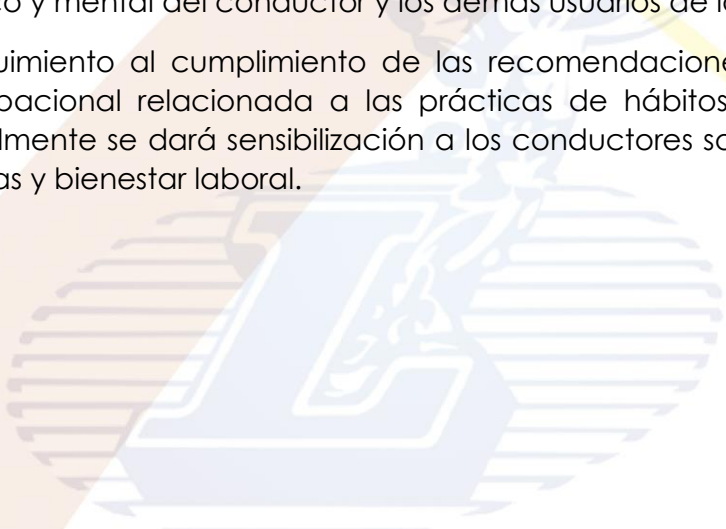 co y mental del conductor y los demás usuarios de la
uimiento al cumplimiento de las recomendacione
pacional relacionada a las prácticas de hábitos
lmente se dará sensibilización a los conductores so
as y bienestar laboral.